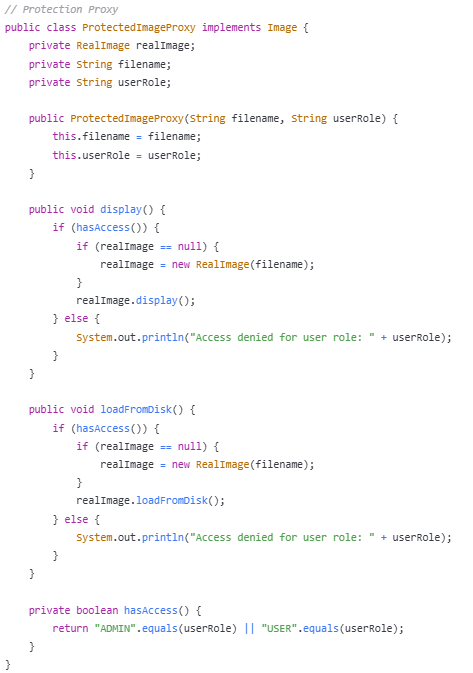 // Protection Proxy
public class ProtectedImageProxy implements Image {
    private RealImage realImage;
    private String filename;
    private String userRole;

    public ProtectedImageProxy(String filename, String userRole) {
        this.filename = filename;
        this.userRole = userRole;
    }

    public void display() {
        if (hasAccess()) {
            if (realImage == null) {
                realImage = new RealImage(filename);
            }
            realImage.display();
        } else {
            System.out.println("Access denied for user role: " + userRole);
        }
    }

    public void loadFromDisk() {
        if (hasAccess()) {
            if (realImage == null) {
                realImage = new RealImage(filename);
            }
            realImage.loadFromDisk();
        } else {
            System.out.println("Access denied for user role: " + userRole);
        }
    }

    private boolean hasAccess() {
        return "ADMIN".equals(userRole) || "USER".equals(userRole);
    }
}